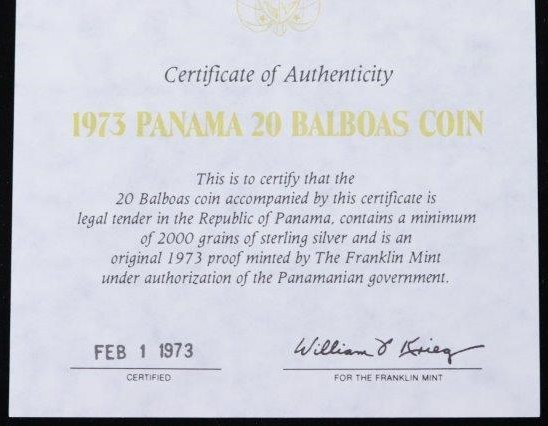 Certificate of Authenticity
1973 PANAMA 20 BALBOAS COIN
This is to certify that the
20 Balboas coin accompanied by this certificate is
legal tender in the Republic of Panama, contains a minimum
of 2000 grains of sterling silver and is an
original 1973 proof minted by The Franklin Mint
under authorization of the Panamanian government.
FEB 1 1973
William J Krieg
CERTIFIED
FOR THE FRANKLIN MINT